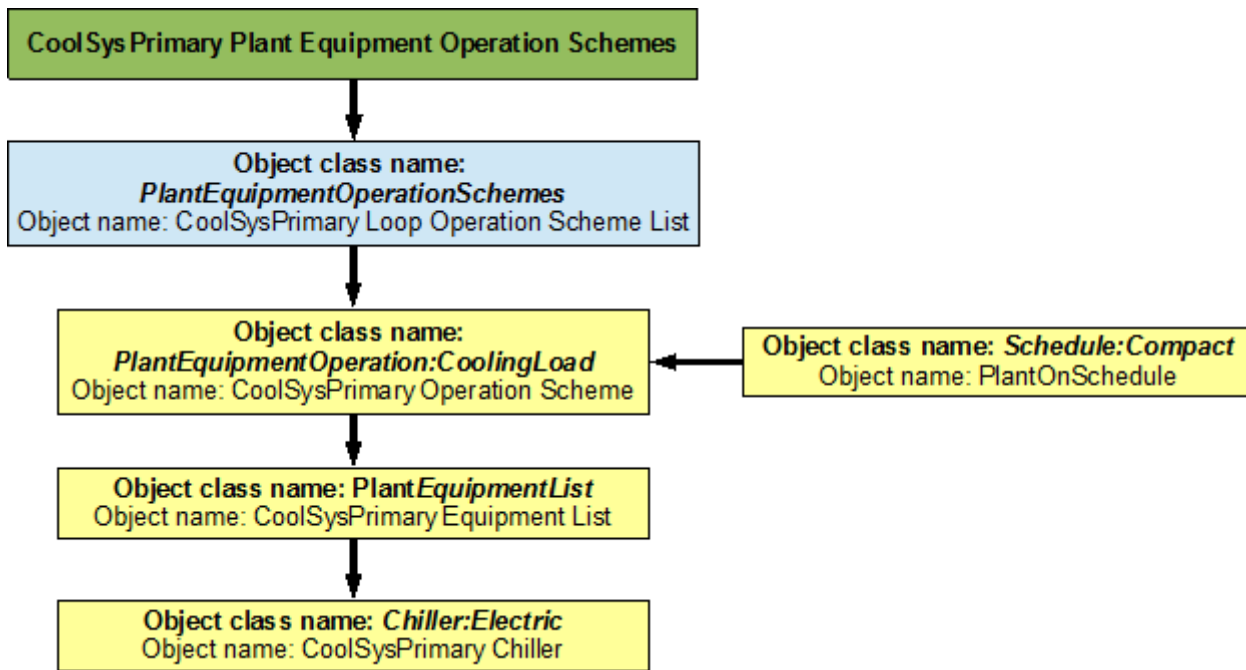 CoolSysPrimary Plant Equipment Operation Schemes
Object class name:
PlantEquipmentOperationSchemes
Object name: CoolSysPrimary Loop Operation Scheme List
Object class name:
PlantEquipmentOperation:CoolingLoad
Object name: CoolSysPrimary Operation Scheme
Object class name: Schedule:Compact
Object name: PlantOnSchedule
Object class name: PlantEquipmentList
Object name: CoolSysPrimary Equipment List
Object class name: Chiller:Electric
Object name: CoolSysPrimary Chiller